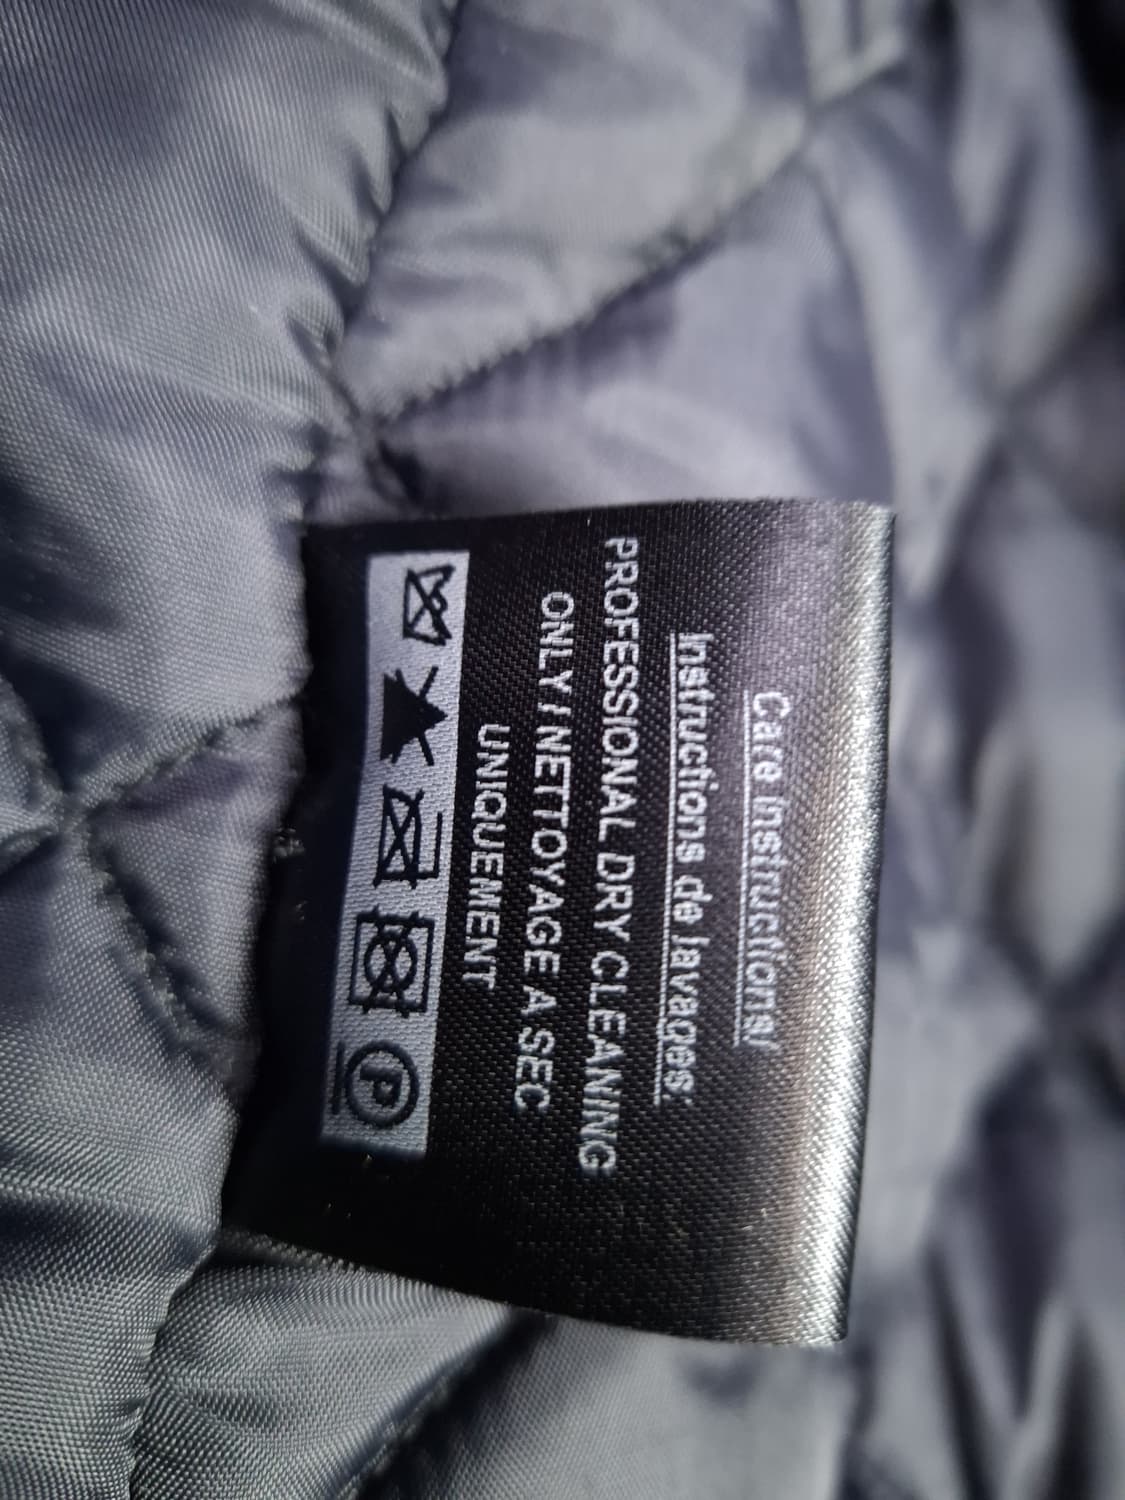 Care Instructions/
Instructions de lavages:
PROFESSIONAL DRY CLEANING
ONLY / NETTOYAGE A SEC
UNIQUEMENT
P